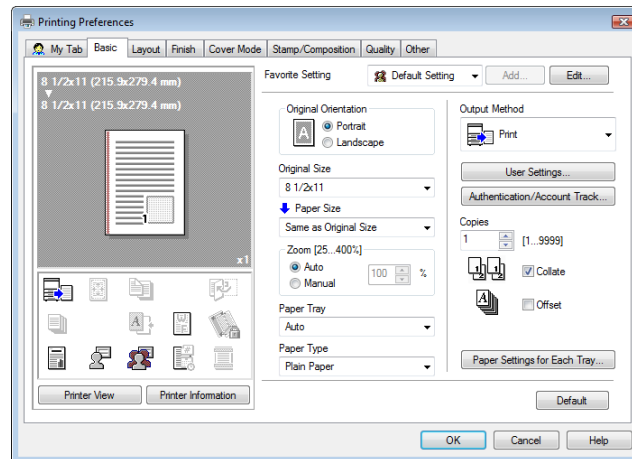 Printing Preferences
My Tab Basic Layout Finish Cover Mode Stamp/Composition Quality Other
8 1/2x11 (215.9x279.4 mm)
8 1/2x11 (215.9x279.4 mm)
1
x1
Printer View Printer Information
Favorite Setting Default Setting Add... Edit...
Original Orientation
A
Portrait
Landscape
Original Size
8 1/2x11
Paper Size
Same as Original Size
Zoom [25...400%]
Auto
Manual
100 %
Paper Tray
Auto
Paper Type
Plain Paper
Output Method
Print
User Settings...
Authentication/Account Track...
Copies
1 [1...9999]
Collate
Offset
Paper Settings for Each Tray...
Default
OK Cancel Help